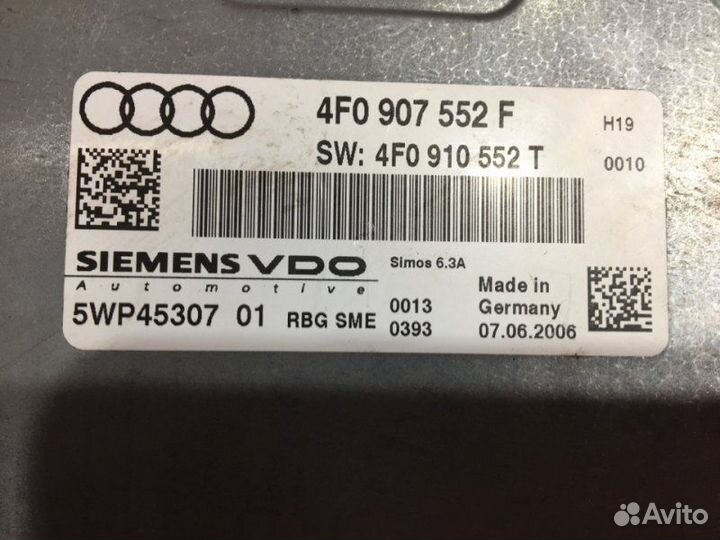 4F0 907 552 F
H19
SW: 4F0 910 552 T
0010
SIEMENS VDO
Automotive
Simos 6.3A
5WP45307 01 RBG SME
0013
0393
Made in
Germany
07.06.2006
Avito